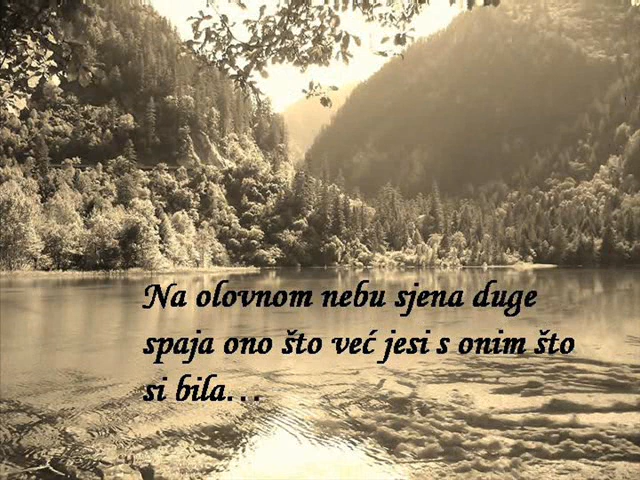 Na olovnom nebu sjena duge
spaja ono što već jesi s onim što
si bila...